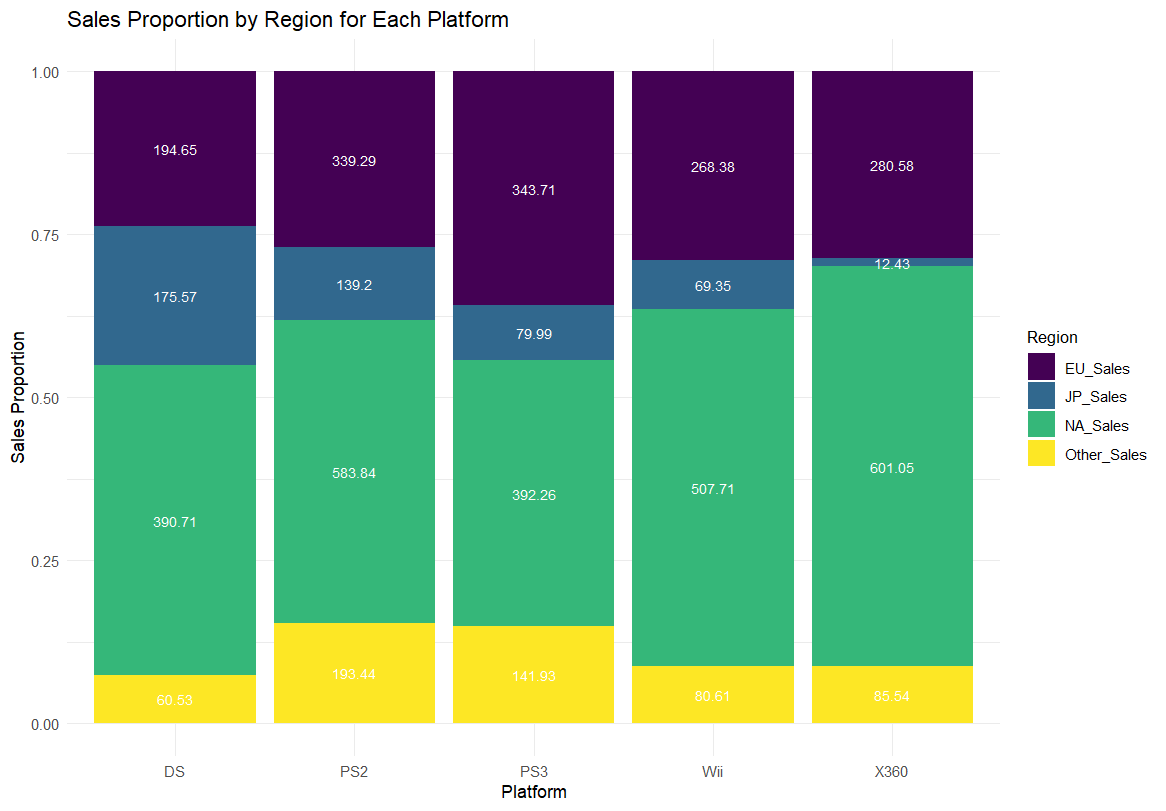 Sales Proportion by Region for Each Platform
Sales Proportion
1.00
0.75
0.50
0.25
0.00
194.65
175.57
390.71
60.53
339.29
139.2
583.84
193.44
343.71
79.99
392.26
141.93
268.38
69.35
507.71
80.61
280.58
12.43
601.05
85.54
DS
PS2
PS3
Wii
X360
Platform
Region
EU_Sales
JP_Sales
NA_Sales
Other_Sales